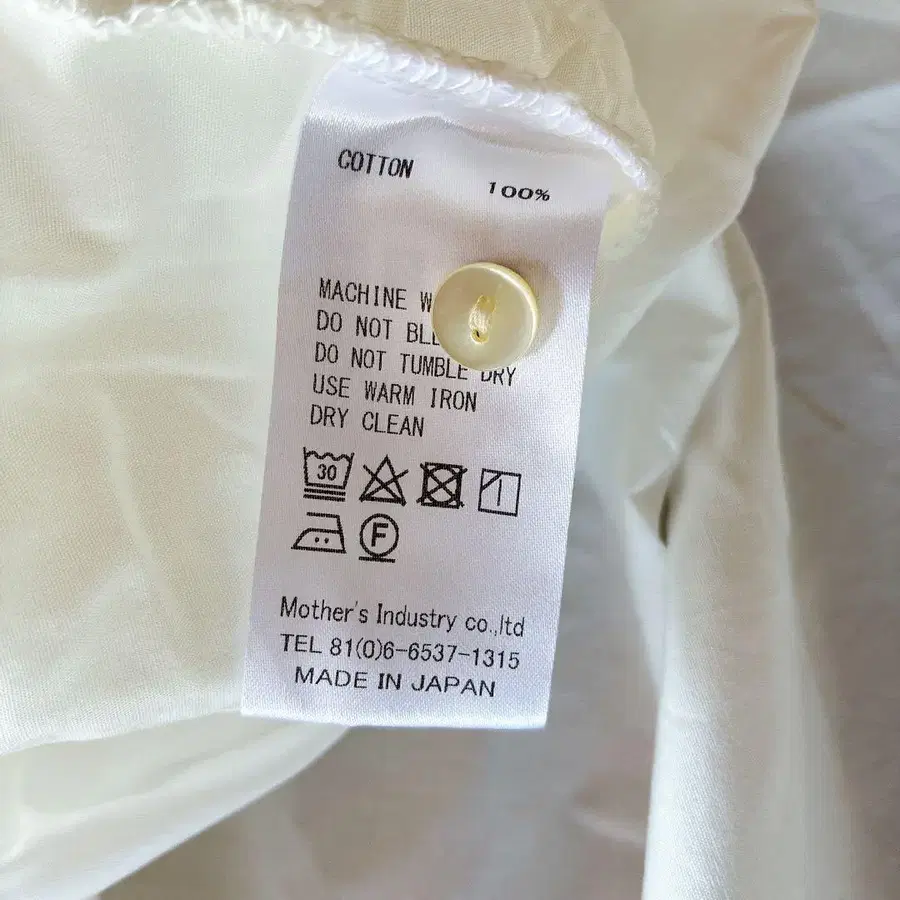 COTTON
100%
MACHINE
DO NOT
DO NOT TUMBLE DRY
USE WARM IRON
DRY CLEAN
30
F
Mother's Industry co.,ltd
TEL 81(0)6-6537-1315
MADE IN JAPAN